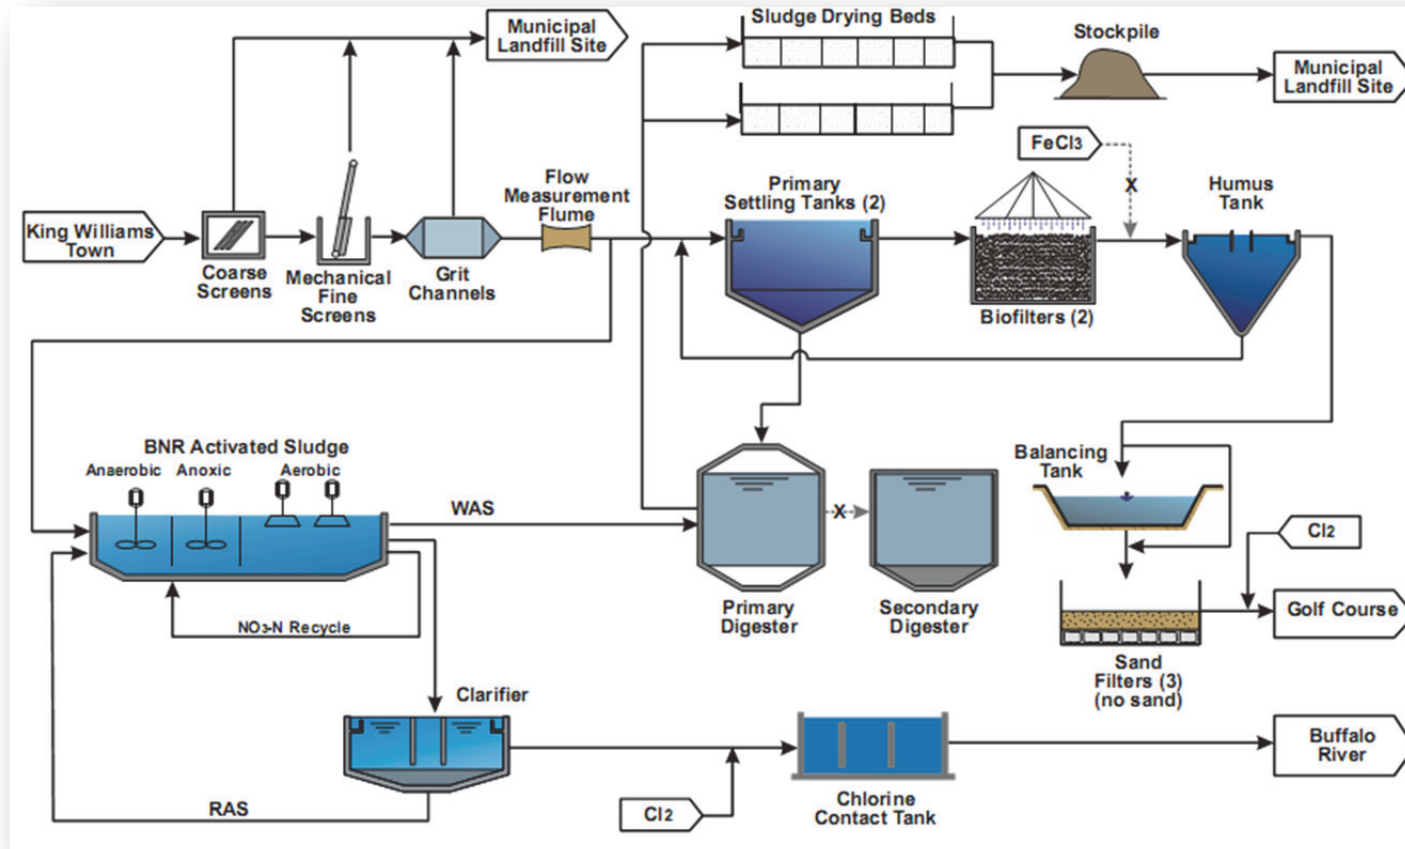 Municipal
Landfill Site
Sludge Drying Beds
Stockpile
Municipal
Landfill Site
FeCl3
Flow
Measurement
Flume
Primary
Settling Tanks (2)
Humus
Tank
King Williams
Town
Coarse
Screens
Mechanical
Fine
Screens
Grit
Channels
X
Biofilters (2)
BNR Activated Sludge
Anaerobic
Anoxic
Aerobic
WAS
X
Balancing
Tank
Cl2
Primary
Digester
Secondary
Digester
Golf Course
NO3-N Recycle
Sand
Filters (3)
(no sand)
Clarifier
Buffalo
River
RAS
Cl2
Chlorine
Contact Tank